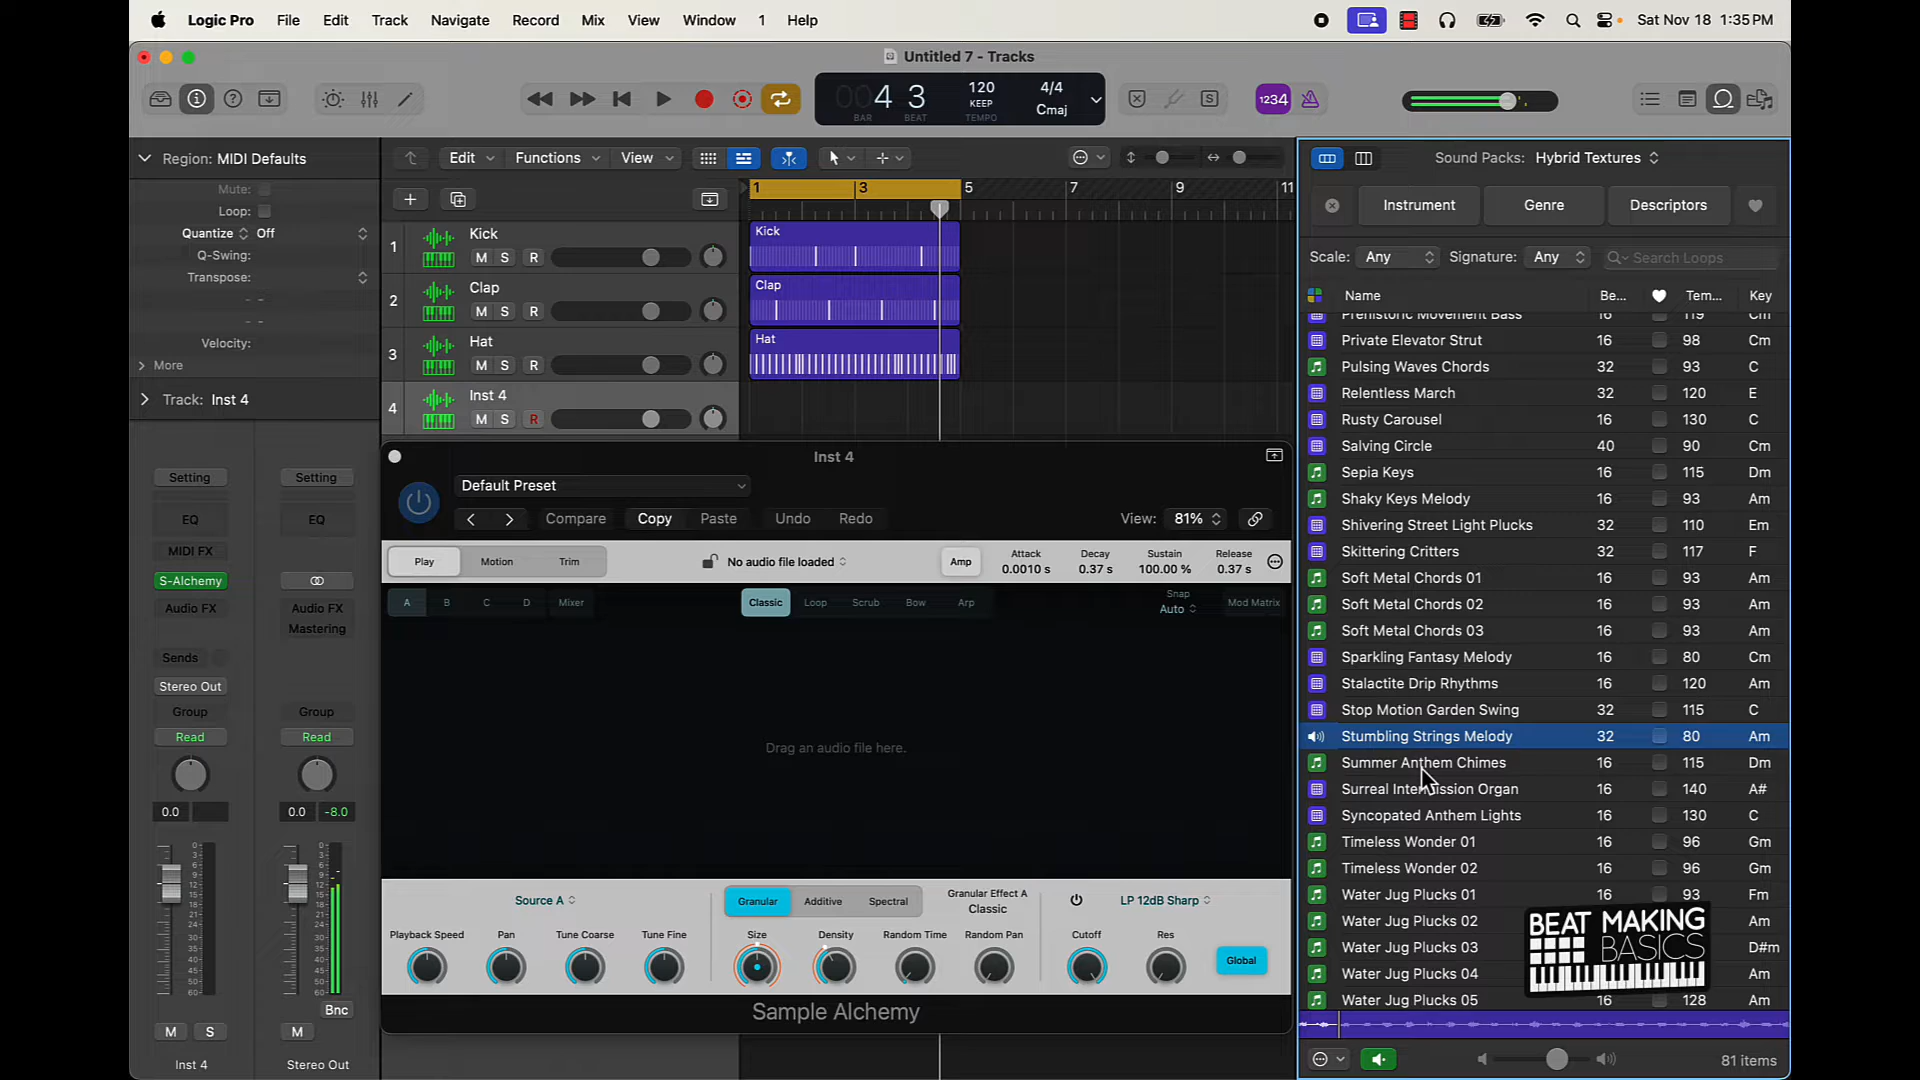 Logic Pro File Edit Track Navigate Record Mix View Window 1 Help Sat Nov 18 1:35 PM
Untitled 7 - Tracks
004 3 120 4/4
KEEP Cmaj
BAR BEAT TEMPO
1234
Region: MIDI Defaults
Mute:
Loop:
Quantize Off
Q-Swing:
Transpose:
Velocity:
More
Track: Inst 4
Setting Setting
EQ EQ
MIDI FX
S-Alchemy
Audio FX Audio FX
Mastering
Sends
Stereo Out
Group Group
Read Read
0.0 0.0 -8.0
Bnc
M S M
Inst 4 Stereo Out
Edit Functions View
1 3 5 7 9 11
1 Kick
M S R
Kick
2 Clap
M S R
Clap
3 Hat
M S R
Hat
4 Inst 4
M S R
Inst 4
Default Preset
Compare Copy Paste Undo Redo View: 81%
Play Motion Trim No audio file loaded Amp
Attack Decay Sustain Release
0.0010 s 0.37 s 100.00 % 0.37 s
A B C D Mixer Classic Loop Scrub Bow Arp Snap
Auto Mod Matrix
Drag an audio file here.
Source A Granular Additive Spectral Granular Effect A
Classic
LP 12dB Sharp
Playback Speed Pan Tune Coarse Tune Fine Size Density Random Time Random Pan Cutoff Res
Global
Sample Alchemy
Sound Packs: Hybrid Textures
Instrument Genre Descriptors
Scale: Any Signature: Any Search Loops
Name Be... Tem... Key
Prehistoric Movement Bass 16 119 Cm
Private Elevator Strut 16 98 Cm
Pulsing Waves Chords 32 93 C
Relentless March 32 120 E
Rusty Carousel 16 130 C
Salving Circle 40 90 Cm
Sepia Keys 16 115 Dm
Shaky Keys Melody 16 93 Am
Shivering Street Light Plucks 32 110 Em
Skittering Critters 32 117 F
Soft Metal Chords 01 16 93 Am
Soft Metal Chords 02 16 93 Am
Soft Metal Chords 03 16 93 Am
Sparkling Fantasy Melody 16 80 Cm
Stalactite Drip Rhythms 16 120 Am
Stop Motion Garden Swing 32 115 C
Stumbling Strings Melody 32 80 Am
Summer Anthem Chimes 16 115 Dm
Surreal Intermission Organ 16 140 A#
Syncopated Anthem Lights 16 130 C
Timeless Wonder 01 16 96 Gm
Timeless Wonder 02 16 96 Gm
Water Jug Plucks 01 16 93 Fm
Water Jug Plucks 02 Am
Water Jug Plucks 03 D#m
Water Jug Plucks 04 Am
Water Jug Plucks 05 16 128 Am
BEAT MAKING
BASICS
81 items